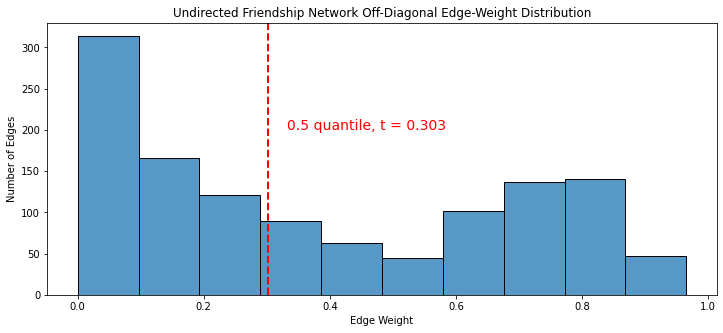 Undirected Friendship Network Off-Diagonal Edge-Weight Distribution
300
250
200
150
100
50
0
Number of Edges
0.5 quantile, t = 0.303
0.0 0.2 0.4 0.6 0.8 1.0
Edge Weight